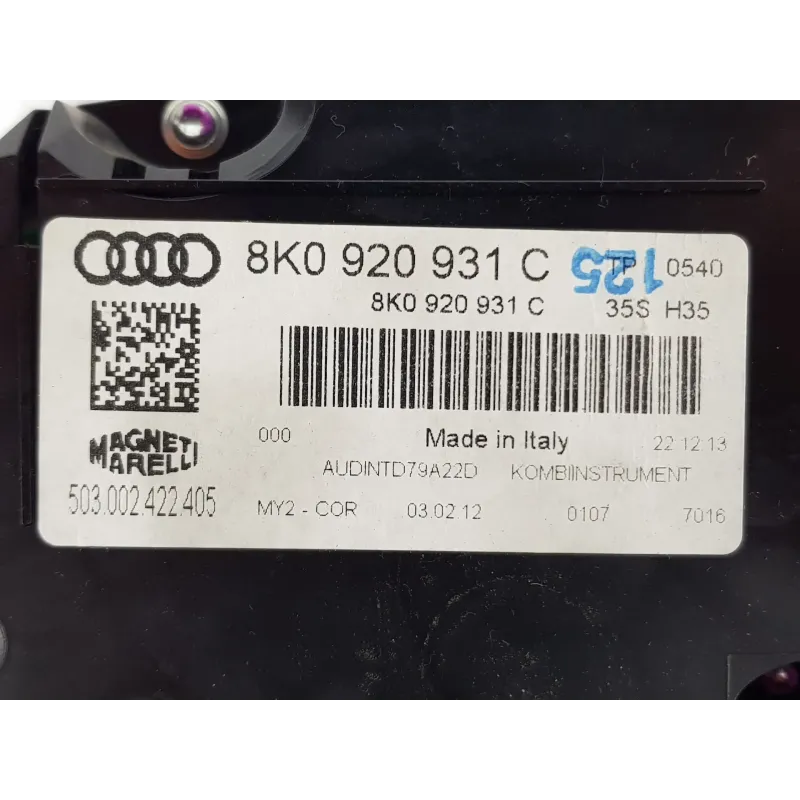 8K0 920 931 C TP 0540
125
8K0 920 931 C 35S H35
000 Made in Italy 22.12.13
MAGNETI
MARELLI
AUDINTD79A22D KOMBIINSTRUMENT
503.002.422.405 MY2 - COR 03.02.12 0107 7016